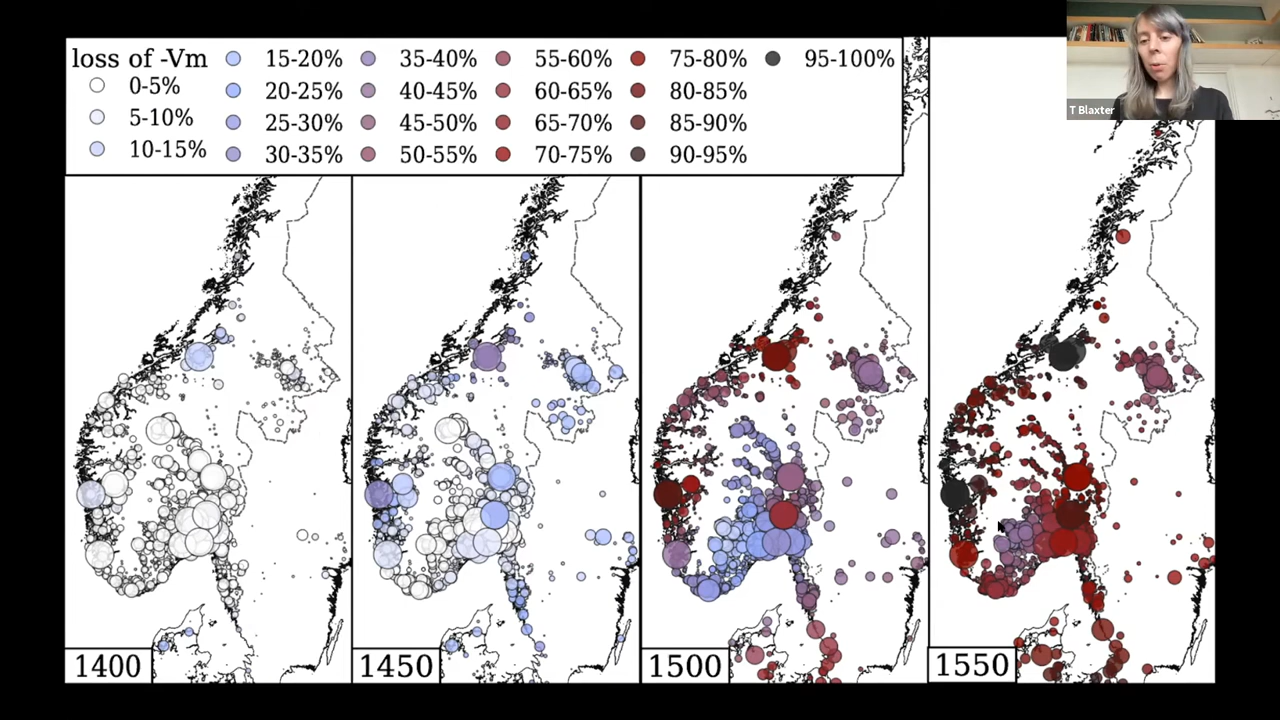 loss of -Vm 15-20% 35-40% 55-60% 75-80% 95-100%
0-5% 20-25% 40-45% 60-65% 80-85%
5-10% 25-30% 45-50% 65-70% 85-90%
10-15% 30-35% 50-55% 70-75% 90-95%
T Blaxter
1400 1450 1500 1550